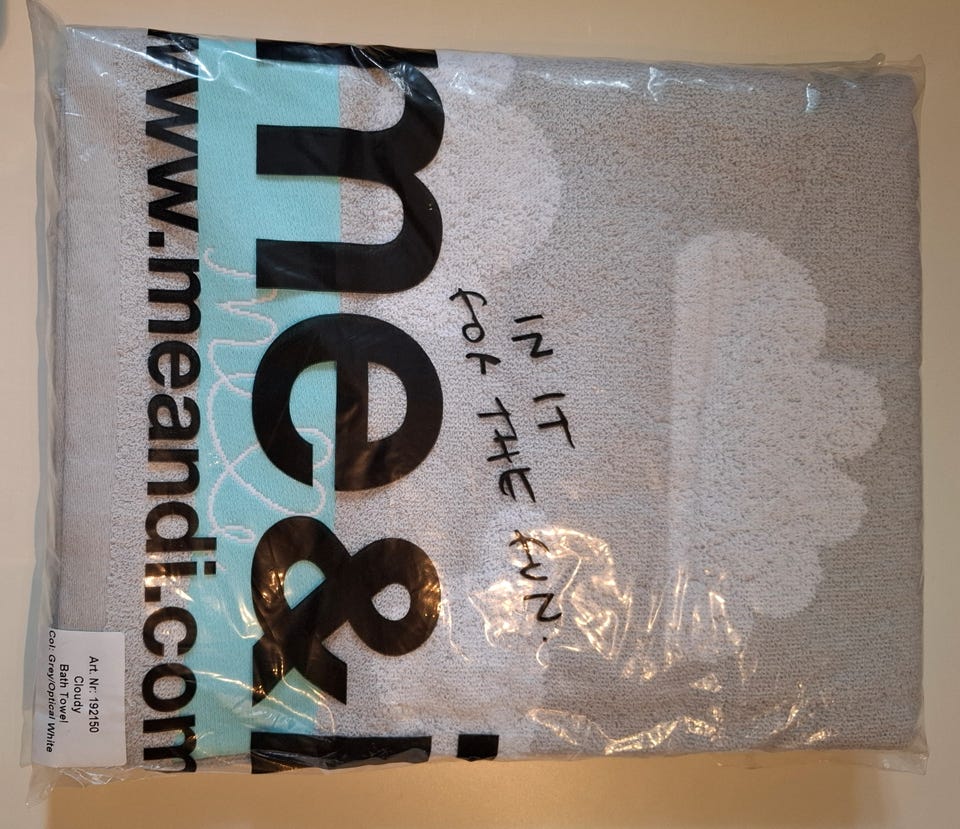 IN IT
FOR THE FUN.
me&i
www.meandi.com
me&i
Art. Nr: 192150
Cloudy
Bath Towel
Col: Grey/Optical White